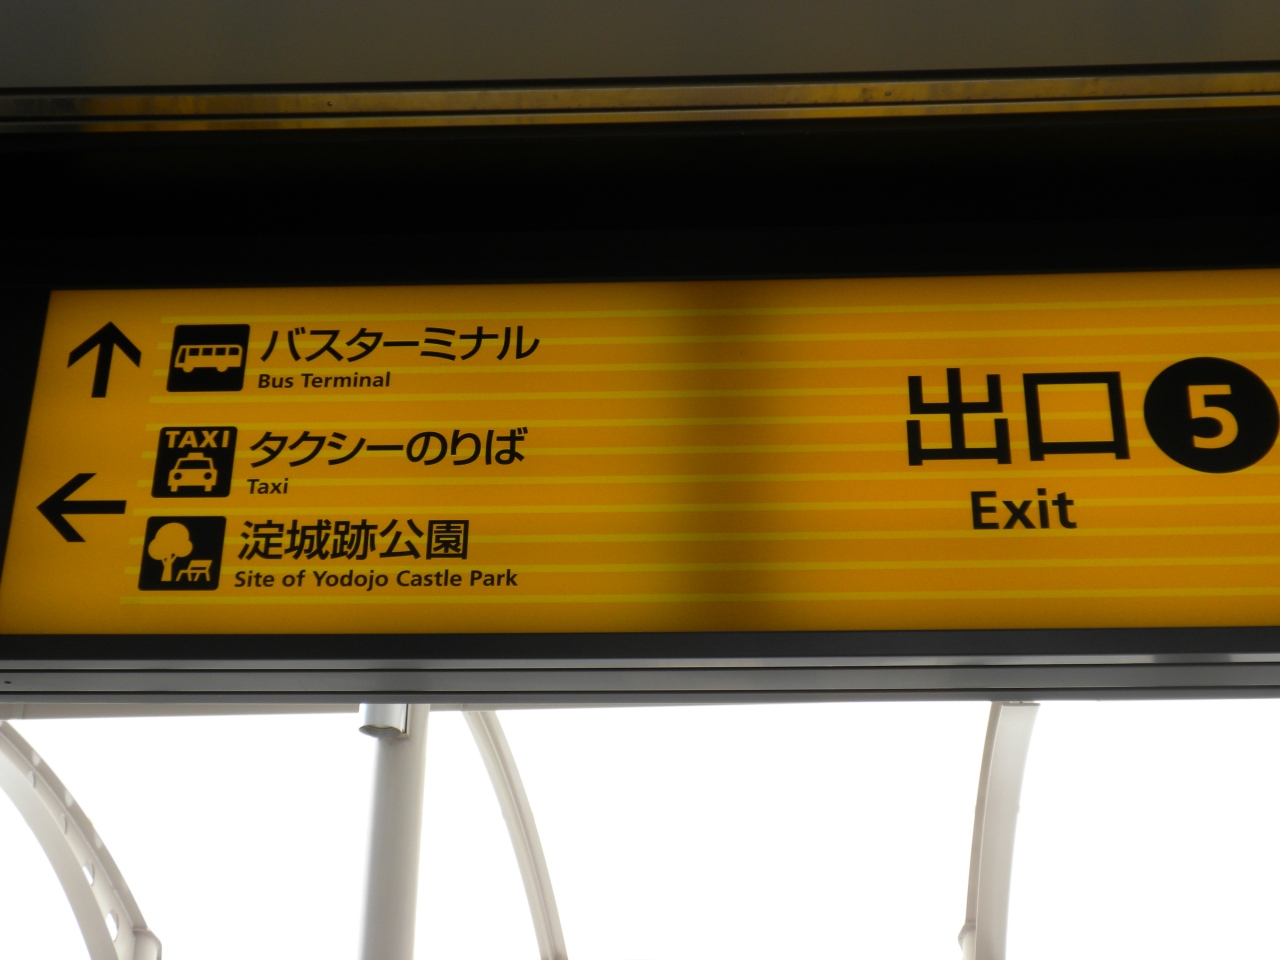 バスターミナル
Bus Terminal
TAXI
タクシーのりば
Taxi
淀城跡公園
Site of Yodojo Castle Park
出口 5
Exit